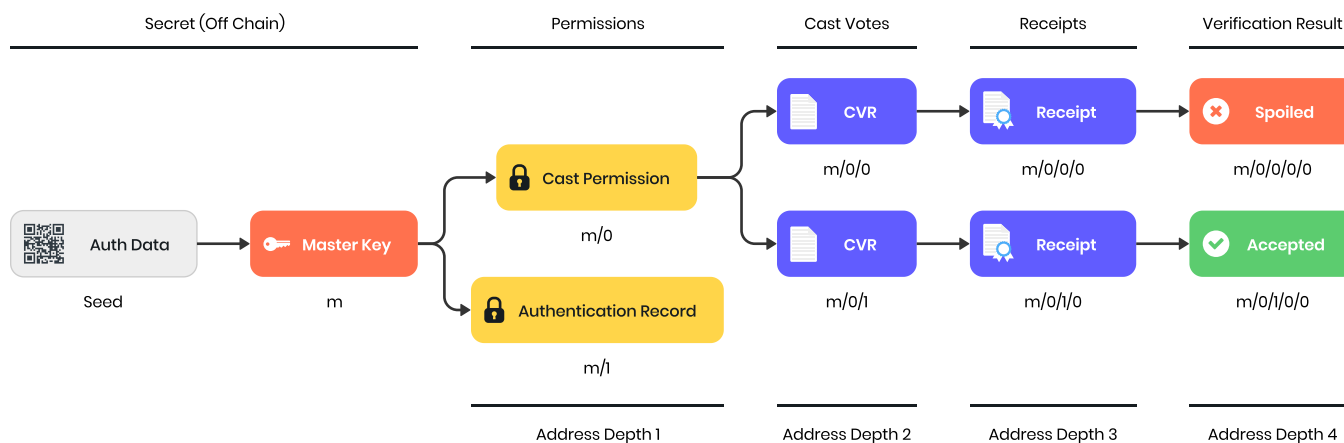 Secret (Off Chain)
Permissions
Cast Votes
Receipts
Verification Result
CVR
Receipt
Spoiled
m/0/0
m/0/0/0
m/0/0/0/0
Cast Permission
m/0
Auth Data
Master Key
CVR
Receipt
Accepted
Seed
m
m/0/1
m/0/1/0
m/0/1/0/0
Authentication Record
m/1
Address Depth 1
Address Depth 2
Address Depth 3
Address Depth 4